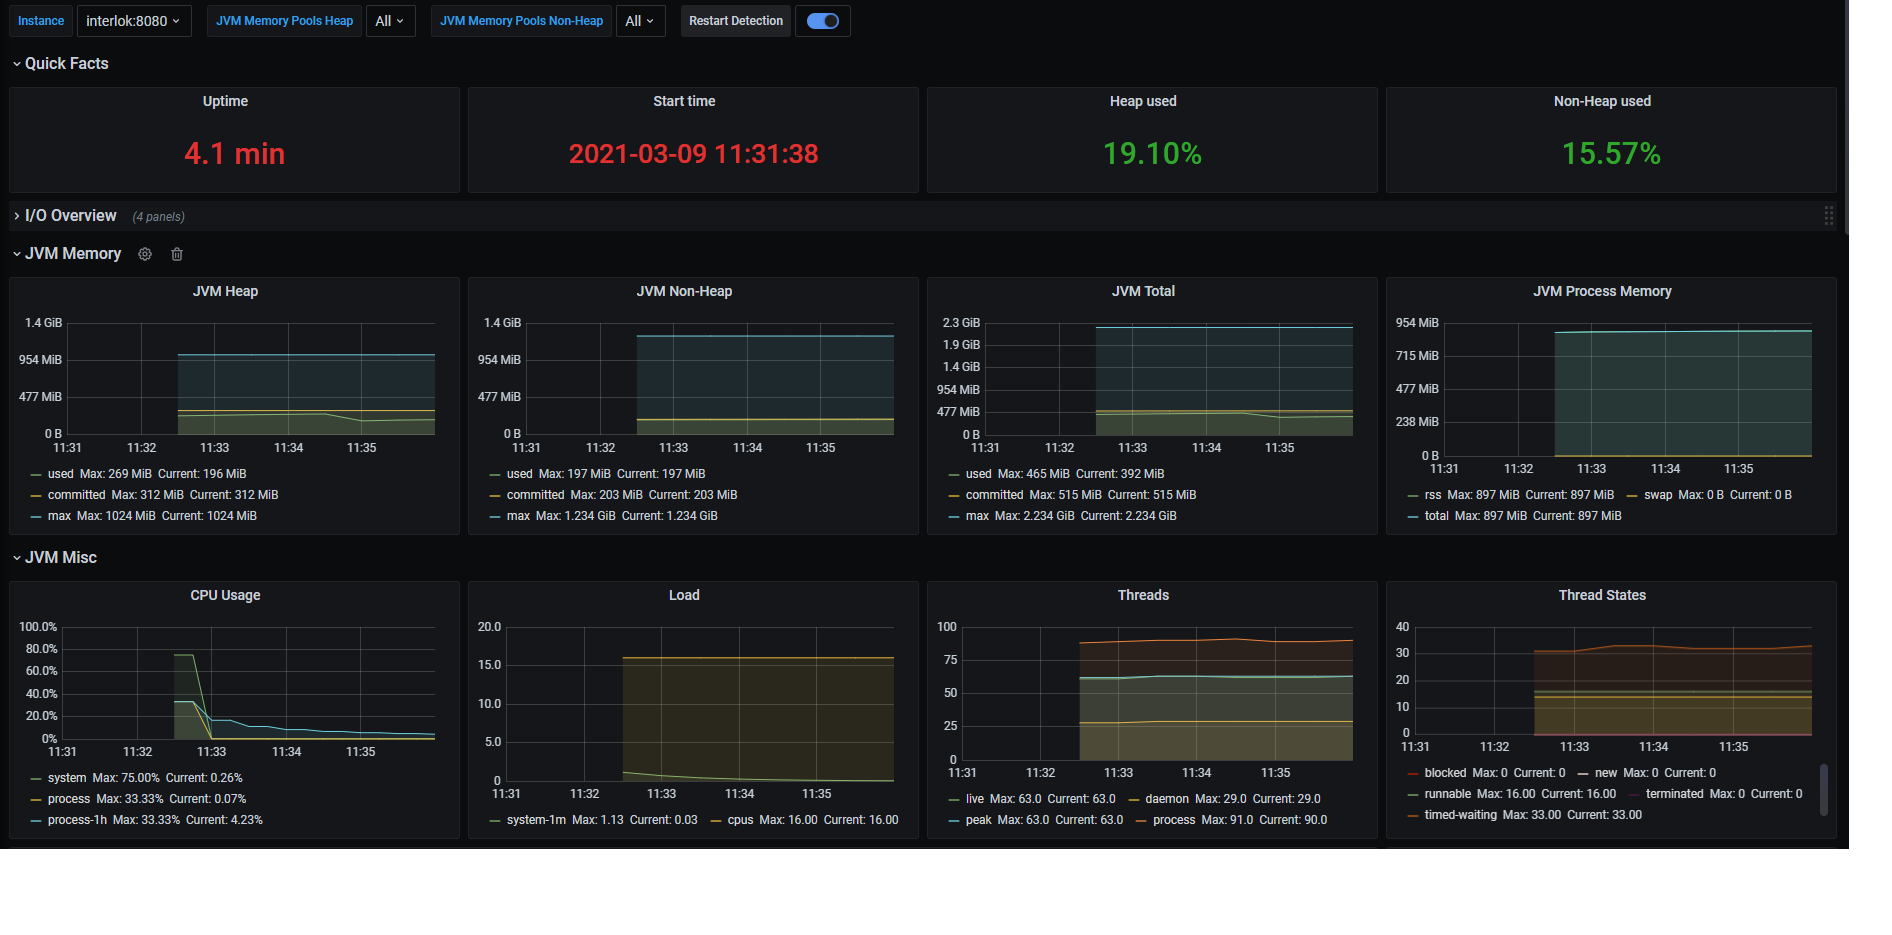 Instance interlok:8080 JVM Memory Pools Heap All JVM Memory Pools Non-Heap All Restart Detection
Quick Facts
Uptime
4.1 min
Start time
2021-03-09 11:31:38
Heap used
19.10%
Non-Heap used
15.57%
I/O Overview (4 panels)
JVM Memory
JVM Heap
1.4 GiB
954 MiB
477 MiB
0 B
11:31 11:32 11:33 11:34 11:35
used Max: 269 MiB Current: 196 MiB
committed Max: 312 MiB Current: 312 MiB
max Max: 1024 MiB Current: 1024 MiB
JVM Non-Heap
1.4 GiB
954 MiB
477 MiB
0 B
11:31 11:32 11:33 11:34 11:35
used Max: 197 MiB Current: 197 MiB
committed Max: 203 MiB Current: 203 MiB
max Max: 1.234 GiB Current: 1.234 GiB
JVM Total
2.3 GiB
1.9 GiB
1.4 GiB
954 MiB
477 MiB
0 B
11:31 11:32 11:33 11:34 11:35
used Max: 465 MiB Current: 392 MiB
committed Max: 515 MiB Current: 515 MiB
max Max: 2.234 GiB Current: 2.234 GiB
JVM Process Memory
954 MiB
715 MiB
477 MiB
238 MiB
0 B
11:31 11:32 11:33 11:34 11:35
rss Max: 897 MiB Current: 897 MiB swap Max: 0 B Current: 0 B
total Max: 897 MiB Current: 897 MiB
JVM Misc
CPU Usage
100.0%
80.0%
60.0%
40.0%
20.0%
0%
11:31 11:32 11:33 11:34 11:35
system Max: 75.00% Current: 0.26%
process Max: 33.33% Current: 0.07%
process-1h Max: 33.33% Current: 4.23%
Load
20.0
15.0
10.0
5.0
0
11:31 11:32 11:33 11:34 11:35
system-1m Max: 1.13 Current: 0.03 cpus Max: 16.00 Current: 16.00
Threads
100
75
50
25
0
11:31 11:32 11:33 11:34 11:35
live Max: 63.0 Current: 63.0 daemon Max: 29.0 Current: 29.0
peak Max: 63.0 Current: 63.0 process Max: 91.0 Current: 90.0
Thread States
40
30
20
10
0
11:31 11:32 11:33 11:34 11:35
blocked Max: 0 Current: 0 new Max: 0 Current: 0
runnable Max: 16.00 Current: 16.00 terminated Max: 0 Current: 0
timed-waiting Max: 33.00 Current: 33.00